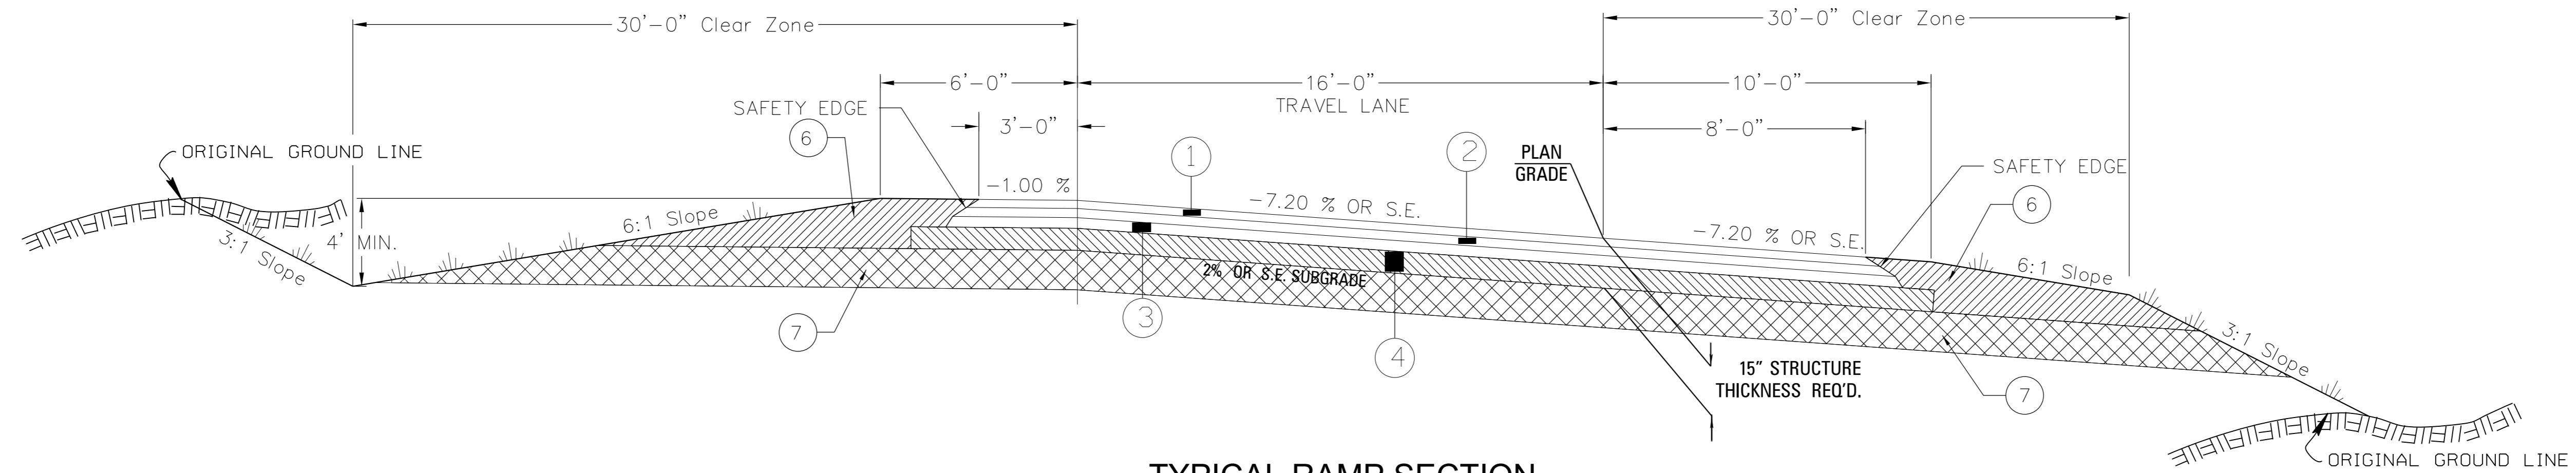 30'-0" Clear Zone
30'-0" Clear Zone
6'-0"
16'-0"
TRAVEL LANE
10'-0"
SAFETY EDGE
6
3'-0"
8'-0"
ORIGINAL GROUND LINE
1
2
PLAN
GRADE
SAFETY EDGE
6
-1.00 %
-7.20 % OR S.E.
-7.20 % OR S.E.
6:1 Slope
4' MIN.
3:1 Slope
2% OR S.E. SUBGRADE
6:1 Slope
3:1 Slope
7
3
4
15" STRUCTURE
THICKNESS REQ'D.
7
ORIGINAL GROUND LINE
TYPICAL RAMP SECTION